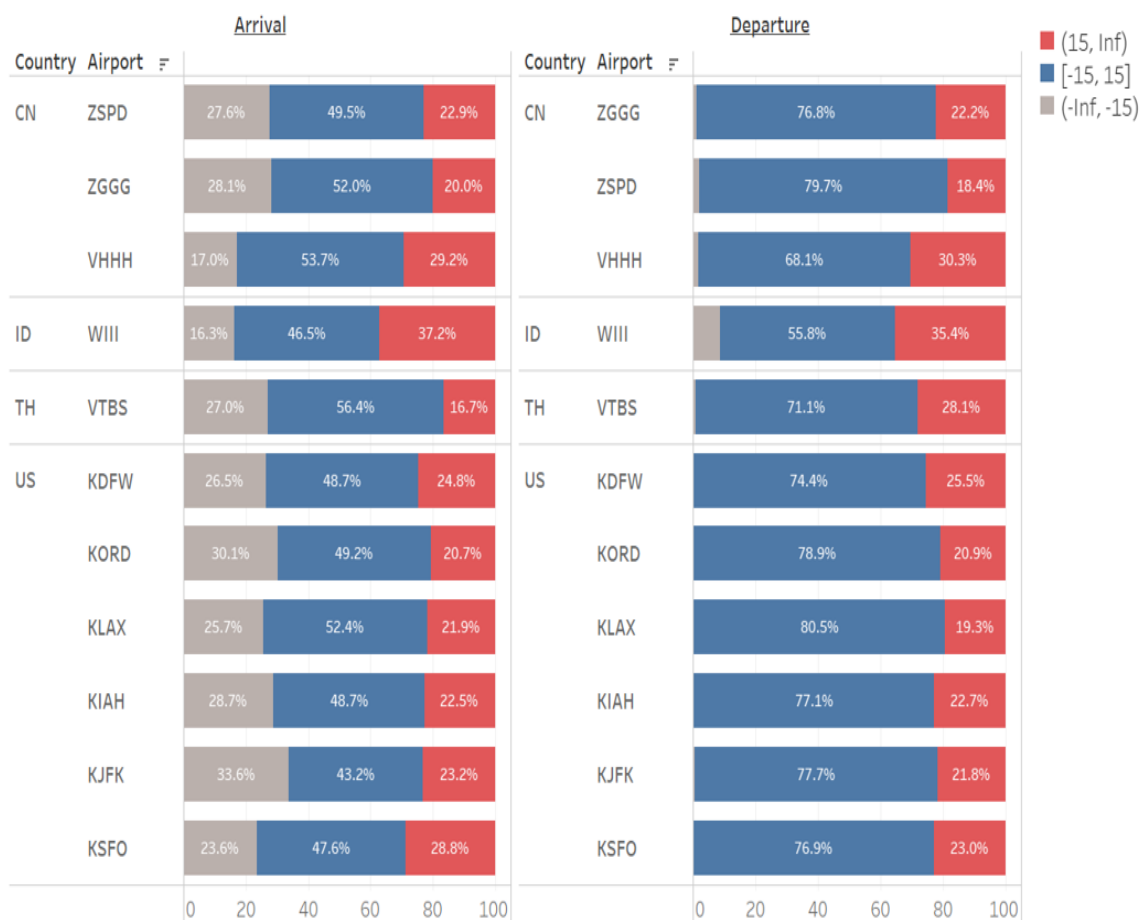 Arrival Departure
Country Airport Country Airport
(15, Inf)
[-15, 15]
(-Inf, -15)
CN ZSPD 27.6% 49.5% 22.9% CN ZGGG 76.8% 22.2%
ZGGG 28.1% 52.0% 20.0% ZSPD 79.7% 18.4%
VHHH 17.0% 53.7% 29.2% VHHH 68.1% 30.3%
ID WIII 16.3% 46.5% 37.2% ID WIII 55.8% 35.4%
TH VTBS 27.0% 56.4% 16.7% TH VTBS 71.1% 28.1%
US KDFW 26.5% 48.7% 24.8% US KDFW 74.4% 25.5%
KORD 30.1% 49.2% 20.7% KORD 78.9% 20.9%
KLAX 25.7% 52.4% 21.9% KLAX 80.5% 19.3%
KIAH 28.7% 48.7% 22.5% KIAH 77.1% 22.7%
KJFK 33.6% 43.2% 23.2% KJFK 77.7% 21.8%
KSFO 23.6% 47.6% 28.8% KSFO 76.9% 23.0%
0 20 40 60 80 100 0 20 40 60 80 100